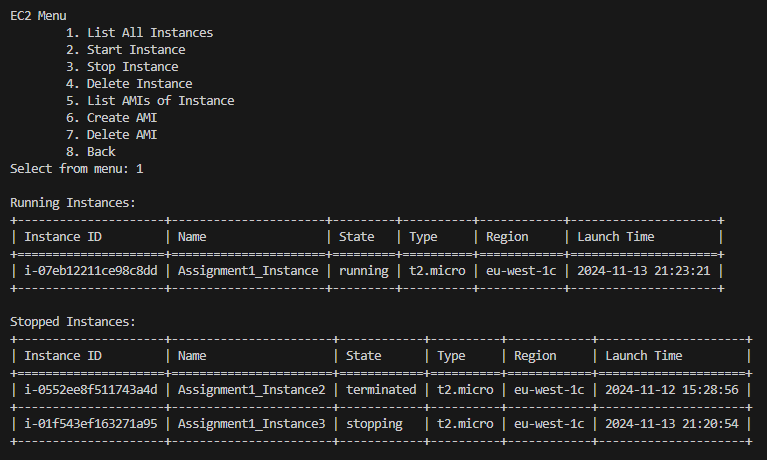 EC2 Menu
1. List All Instances
2. Start Instance
3. Stop Instance
4. Delete Instance
5. List AMIs of Instance
6. Create AMI
7. Delete AMI
8. Back
Select from menu: 1
Running Instances:
+---------------------+----------------------+---------+----------+------------+---------------------+
| Instance ID | Name | State | Type | Region | Launch Time |
+=====================+======================+=========+==========+============+=====================+
| i-07eb12211ce98c8dd | Assignment1_Instance | running | t2.micro | eu-west-1c | 2024-11-13 21:23:21 |
+---------------------+----------------------+---------+----------+------------+---------------------+
Stopped Instances:
+---------------------+-----------------------+------------+----------+------------+---------------------+
| Instance ID | Name | State | Type | Region | Launch Time |
+=====================+=======================+============+==========+============+=====================+
| i-0552ee8f511743a4d | Assignment1_Instance2 | terminated | t2.micro | eu-west-1c | 2024-11-12 15:28:56 |
+---------------------+-----------------------+------------+----------+------------+---------------------+
| i-01f543ef163271a95 | Assignment1_Instance3 | stopping | t2.micro | eu-west-1c | 2024-11-13 21:20:54 |
+---------------------+-----------------------+------------+----------+------------+---------------------+